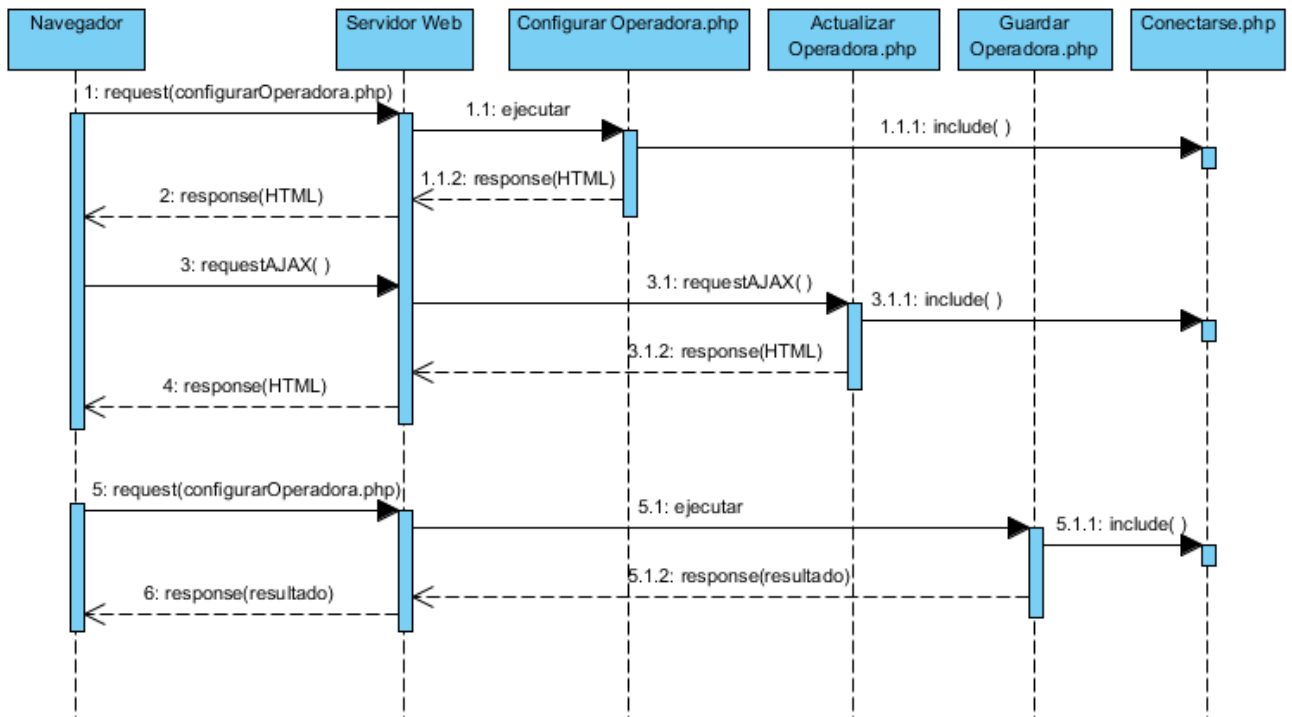 Navegador
Servidor Web
Configurar Operadora.php
Actualizar
Operadora.php
Guardar
Operadora.php
Conectarse.php
1: request(configurarOperadora.php)
1.1: ejecutar
1.1.1: include( )
1.1.2: response(HTML)
2: response(HTML)
3: requestAJAX( )
3.1: requestAJAX( )
3.1.1: include( )
3.1.2: response(HTML)
4: response(HTML)
5: request(configurarOperadora.php)
5.1: ejecutar
5.1.1: include( )
5.1.2: response(resultado)
6: response(resultado)